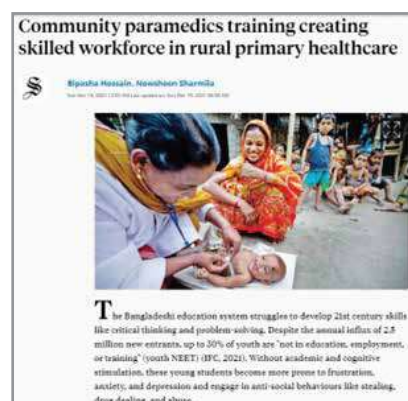 Community paramedics training creating
skilled workforce in rural primary healthcare
S
Bipasha Hossain, Nowshoon Sharmila
The Bangladeshi education system struggles to develop 21st century skills
like critical thinking and problem-solving. Despite the annual influx of 2.5
million new entrants, up to 30% of youth are "not in education, employment,
or training" (youth NEET) (IFC, 2021). Without academic and cognitive
stimulation, these young students become more prone to frustration,
anxiety, and depression and engage in anti-social behaviours like stealing,
drug dealing, and abuse.